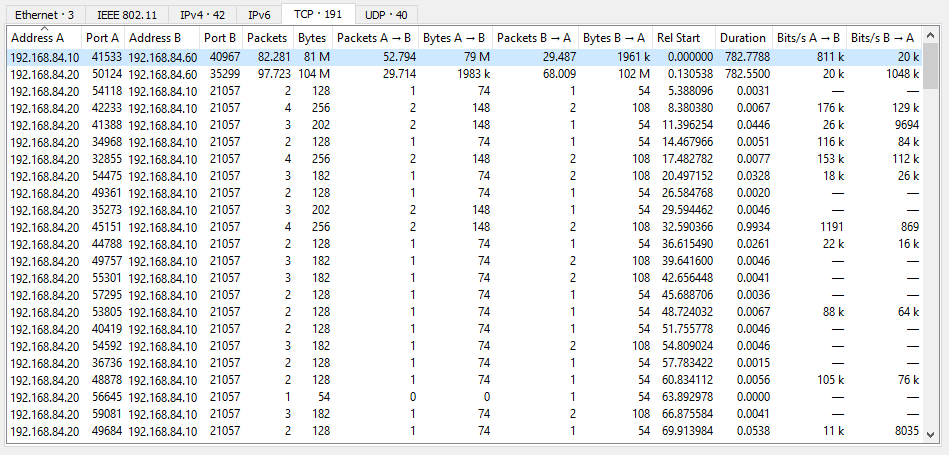 Ethernet · 3 IEEE 802.11 IPv4 · 42 IPv6 TCP · 191 UDP · 40
Address A Port A Address B Port B Packets Bytes Packets A → B Bytes A → B Packets B → A Bytes B → A Rel Start Duration Bits/s A → B Bits/s B → A
192.168.84.10 41533 192.168.84.60 40967 82.281 81 M 52.794 79 M 29.487 1961 k 0.000000 782.7788 811 k 20 k
192.168.84.20 50124 192.168.84.60 35299 97.723 104 M 29.714 1983 k 68.009 102 M 0.130538 782.5500 20 k 1048 k
192.168.84.20 54118 192.168.84.10 21057 2 128 1 74 1 54 5.388096 0.0031 — —
192.168.84.20 42233 192.168.84.10 21057 4 256 2 148 2 108 8.380380 0.0067 176 k 129 k
192.168.84.20 41388 192.168.84.10 21057 3 202 2 148 1 54 11.396254 0.0446 26 k 9694
192.168.84.20 34968 192.168.84.10 21057 2 128 1 74 1 54 14.467966 0.0051 116 k 84 k
192.168.84.20 32855 192.168.84.10 21057 4 256 2 148 2 108 17.482782 0.0077 153 k 112 k
192.168.84.20 54475 192.168.84.10 21057 3 182 1 74 2 108 20.497152 0.0328 18 k 26 k
192.168.84.20 49361 192.168.84.10 21057 2 128 1 74 1 54 26.584768 0.0020 — —
192.168.84.20 35273 192.168.84.10 21057 3 202 2 148 1 54 29.594462 0.0046 — —
192.168.84.20 45151 192.168.84.10 21057 4 256 2 148 2 108 32.590366 0.9934 1191 869
192.168.84.20 44788 192.168.84.10 21057 2 128 1 74 1 54 36.615490 0.0261 22 k 16 k
192.168.84.20 49757 192.168.84.10 21057 3 182 1 74 2 108 39.641600 0.0046 — —
192.168.84.20 55301 192.168.84.10 21057 3 182 1 74 2 108 42.656448 0.0041 — —
192.168.84.20 57295 192.168.84.10 21057 2 128 1 74 1 54 45.688706 0.0036 — —
192.168.84.20 53805 192.168.84.10 21057 2 128 1 74 1 54 48.724032 0.0067 88 k 64 k
192.168.84.20 40419 192.168.84.10 21057 2 128 1 74 1 54 51.755778 0.0046 — —
192.168.84.20 54592 192.168.84.10 21057 3 182 1 74 2 108 54.809024 0.0046 — —
192.168.84.20 36736 192.168.84.10 21057 2 128 1 74 1 54 57.783422 0.0015 — —
192.168.84.20 48878 192.168.84.10 21057 2 128 1 74 1 54 60.834112 0.0056 105 k 76 k
192.168.84.20 56645 192.168.84.10 21057 1 54 0 0 1 54 63.892978 0.0000 — —
192.168.84.20 59081 192.168.84.10 21057 3 182 1 74 2 108 66.875584 0.0041 — —
192.168.84.20 49684 192.168.84.10 21057 2 128 1 74 1 54 69.913984 0.0538 11 k 8035